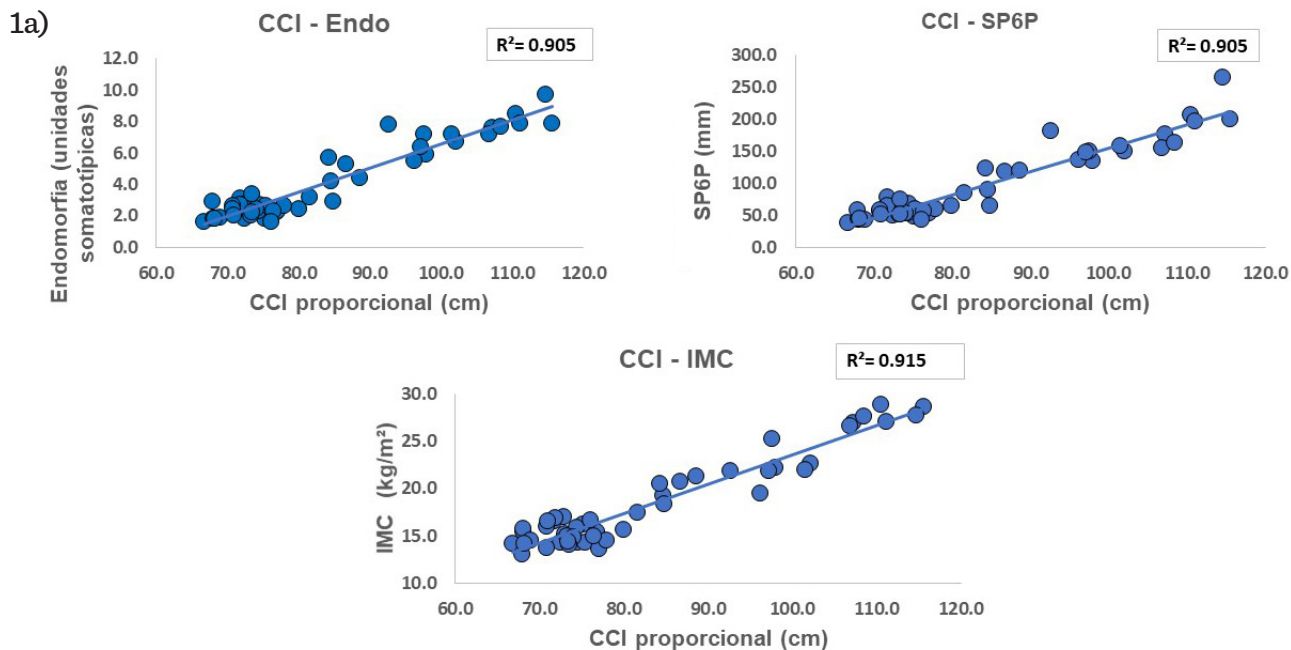 1a)
CCI - Endo
R²= 0.905
Endomorfía (unidades
somatotípicas)
12.0
10.0
8.0
6.0
4.0
2.0
0.0
60.0 70.0 80.0 90.0 100.0 110.0 120.0
CCI proporcional (cm)
CCI - SP6P
R²= 0.905
SP6P (mm)
300.0
250.0
200.0
150.0
100.0
50.0
0.0
60.0 70.0 80.0 90.0 100.0 110.0 120.0
CCI proporcional (cm)
CCI - IMC
R²= 0.915
IMC (kg/m²)
30.0
25.0
20.0
15.0
10.0
60.0 70.0 80.0 90.0 100.0 110.0 120.0
CCI proporcional (cm)